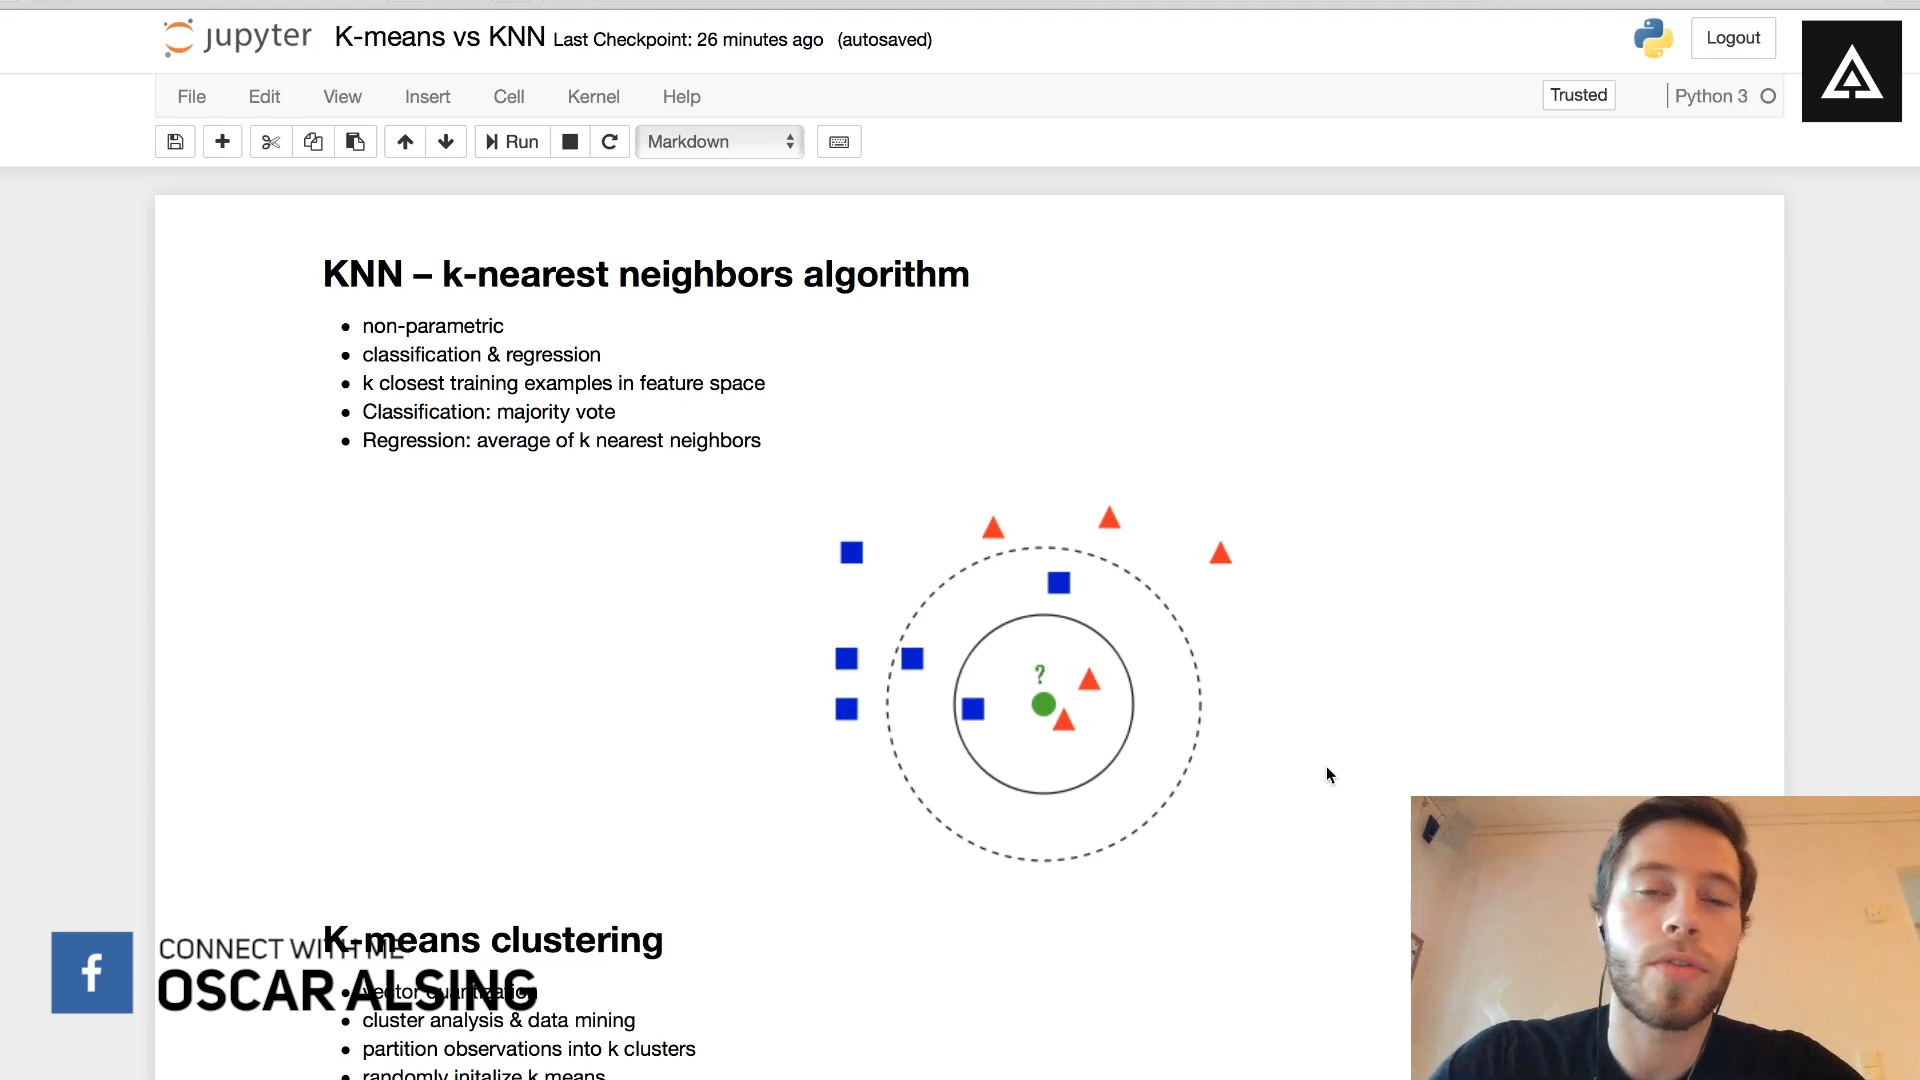 jupyter K-means vs KNN Last Checkpoint: 26 minutes ago (autosaved)
Logout
File Edit View Insert Cell Kernel Help
Trusted
Python 3
Run
Markdown
KNN – k-nearest neighbors algorithm
non-parametric
classification & regression
k closest training examples in feature space
Classification: majority vote
Regression: average of k nearest neighbors
?
K-means clustering
CONNECT WITH ME
OSCAR ALSING
vector quantization
cluster analysis & data mining
partition observations into k clusters
randomly initalize k means